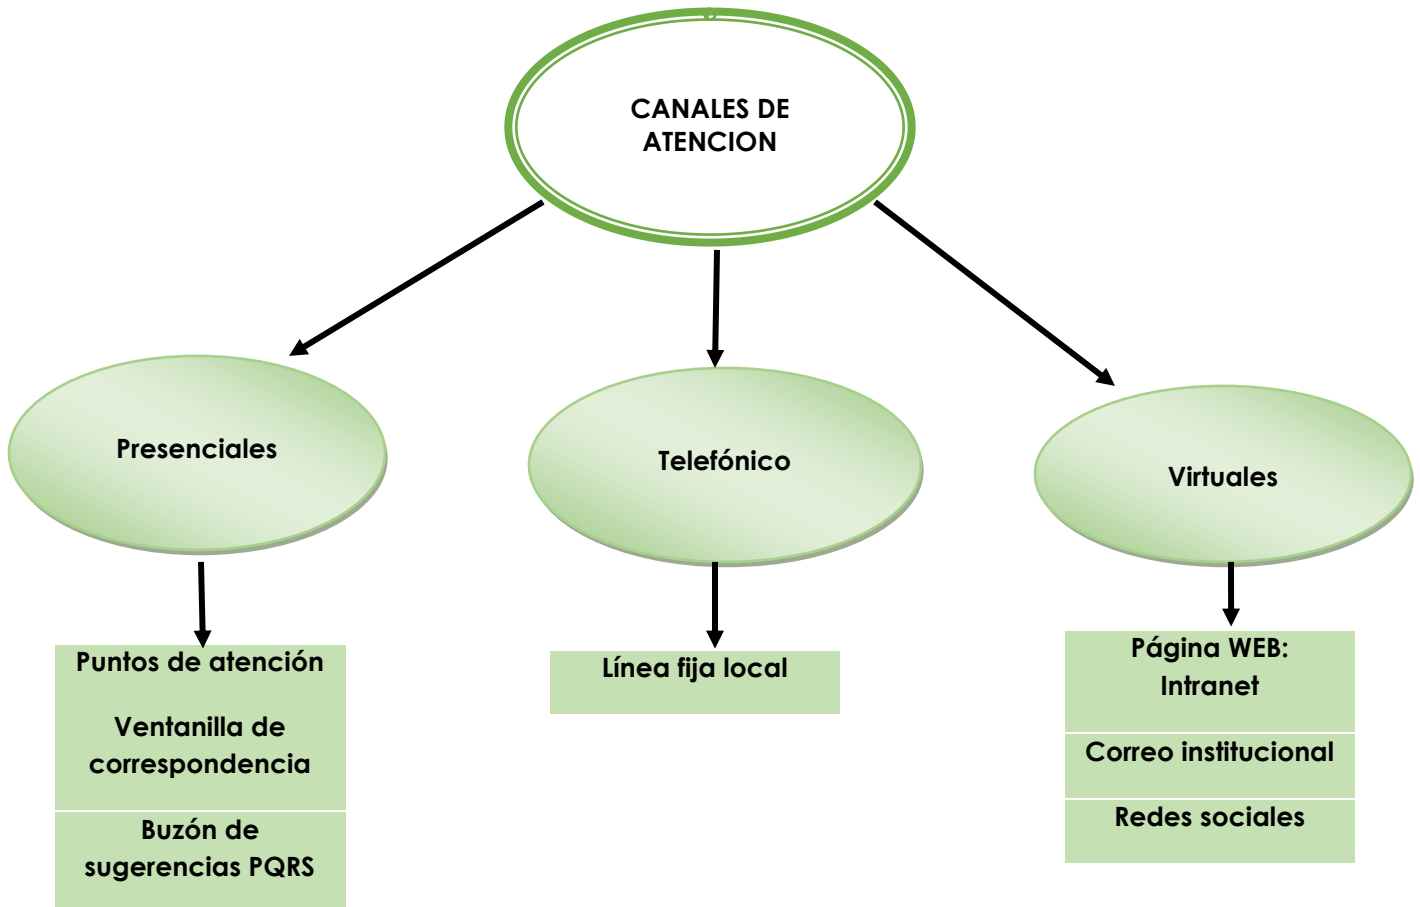 CANALES DE
ATENCION
Presenciales
Telefónico
Virtuales
Puntos de atención
Ventanilla de
correspondencia
Buzón de
sugerencias PQRS
Línea fija local
Página WEB:
Intranet
Correo institucional
Redes sociales